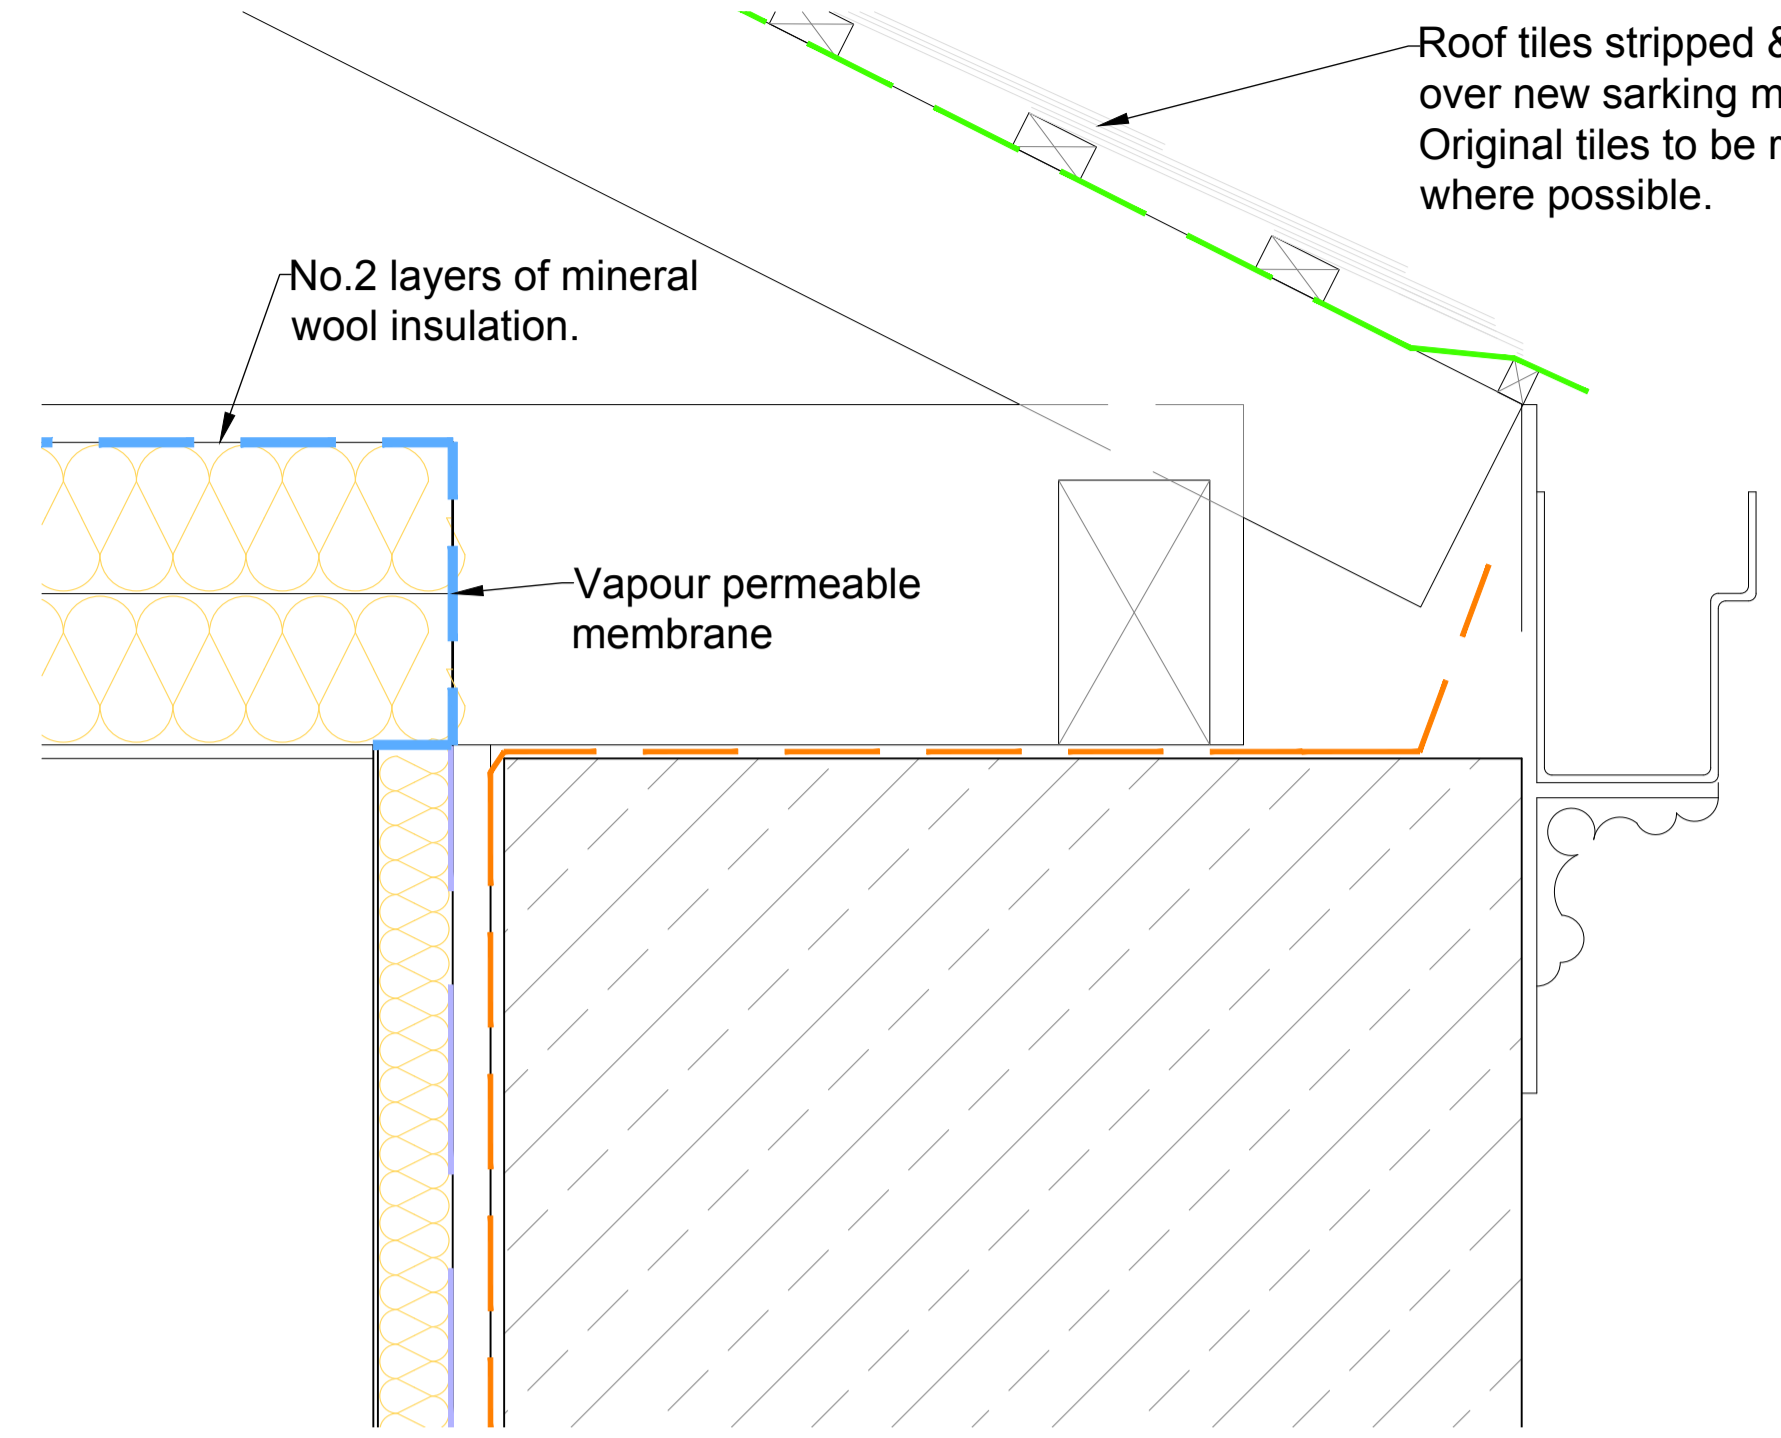 Roof tiles stripped &
over new sarking
Original tiles to be
where possible.
No.2 layers of mineral
wool insulation.
Vapour permeable
membrane